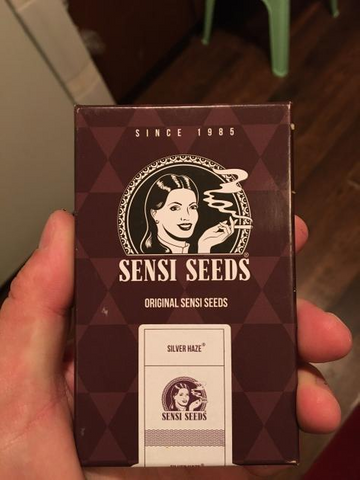 SINCE 1985
SENSI SEEDS®
ORIGINAL SENSI SEEDS
SILVER HAZE®
SENSI SEEDS